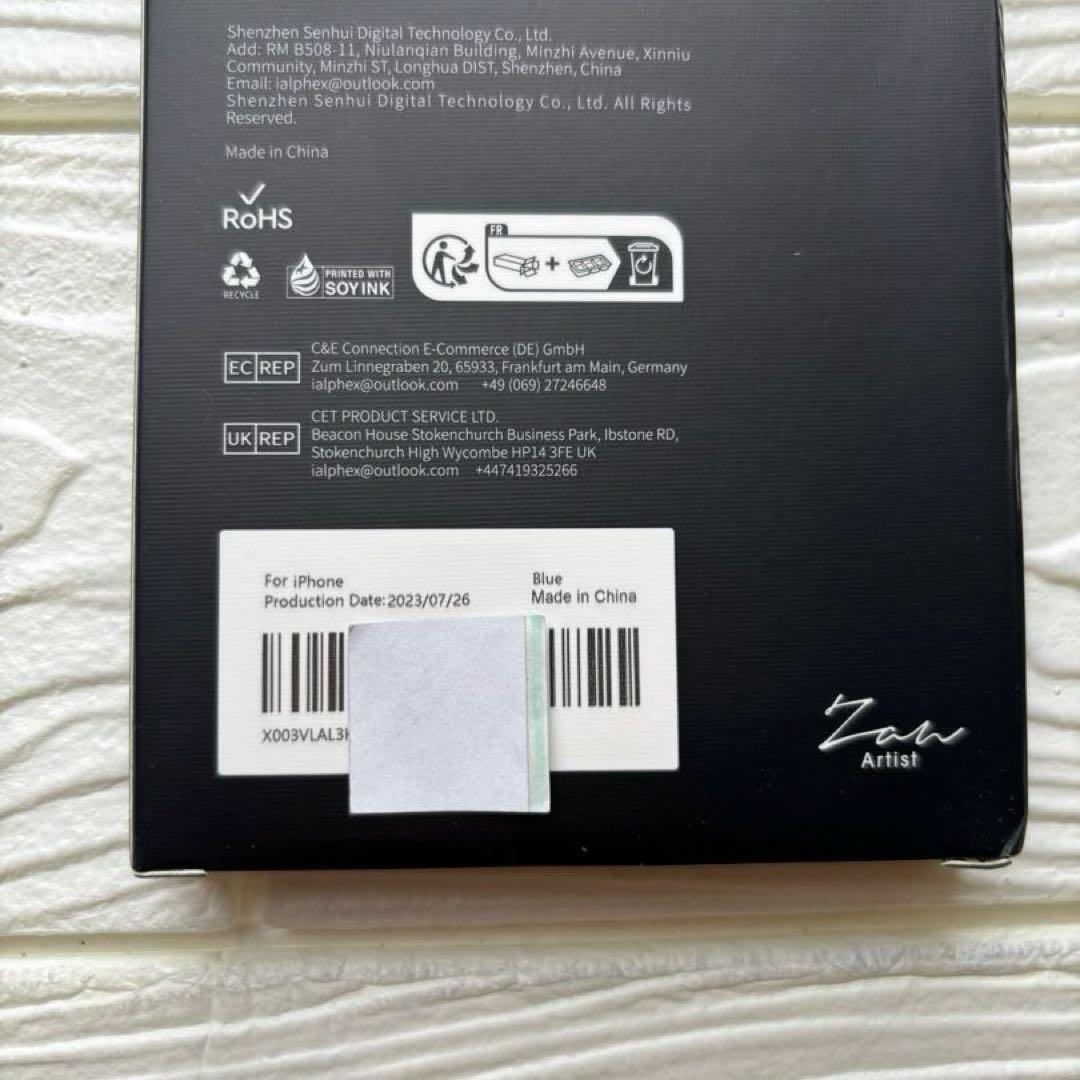 Shenzhen Senhui Digital Technology Co., Ltd.
Add: RM B508-11, Niulanqian Building, Minzhi Avenue, Xinniu
Community, Minzhi ST, Longhua DIST, Shenzhen, China
Email: ialphex@outlook.com
Shenzhen Senhui Digital Technology Co., Ltd. All Rights
Reserved.
Made in China
RoHS
RECYCLE
PRINTED WITH
SOY INK
FR
+
EC REP
C&E Connection E-Commerce (DE) GmbH
Zum Linnegraben 20, 65933, Frankfurt am Main, Germany
ialphex@outlook.com +49 (069) 27246648
UK REP
CET PRODUCT SERVICE LTD.
Beacon House Stokenchurch Business Park, Ibstone RD,
Stokenchurch High Wycombe HP14 3FE UK
ialphex@outlook.com +447419325266
For iPhone Blue
Production Date:2023/07/26 Made in China
X003VLAL3
Artist